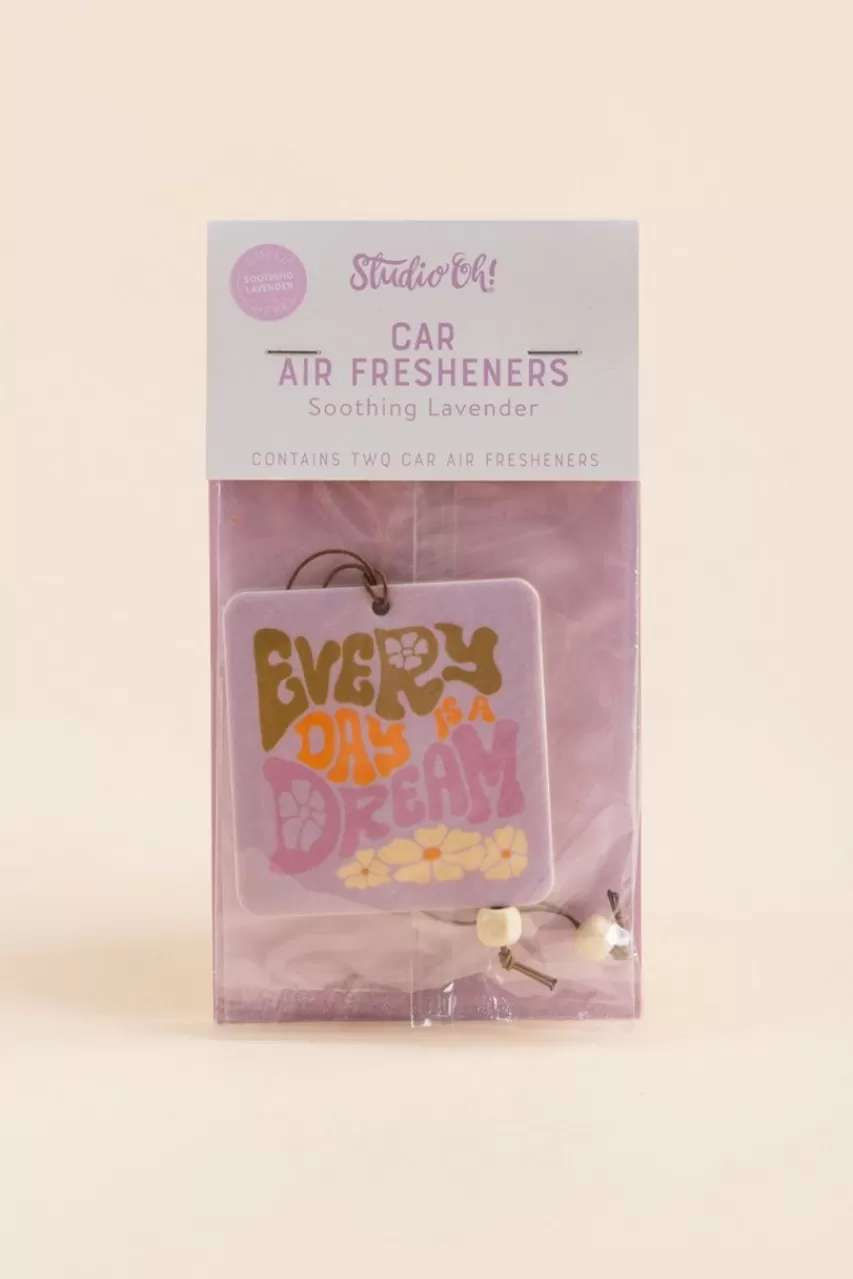 SOOTHING
LAVENDER
Studio Oh!
CAR
AIR FRESHENERS
Soothing Lavender
CONTAINS TWO CAR AIR FRESHENERS
EVERY
DAY IS A
DREAM